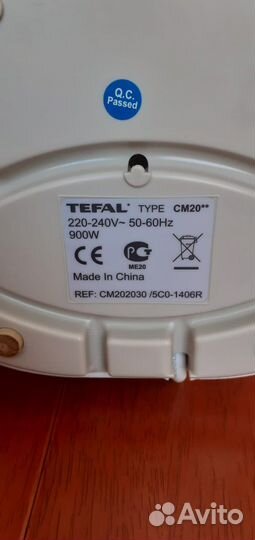 Q.C.
Passed
TEFAL® TYPE CM20**
220-240V~ 50-60Hz
900W
CE PG
ME20
Made In China
REF: CM202030 /5C0-1406R
Avito